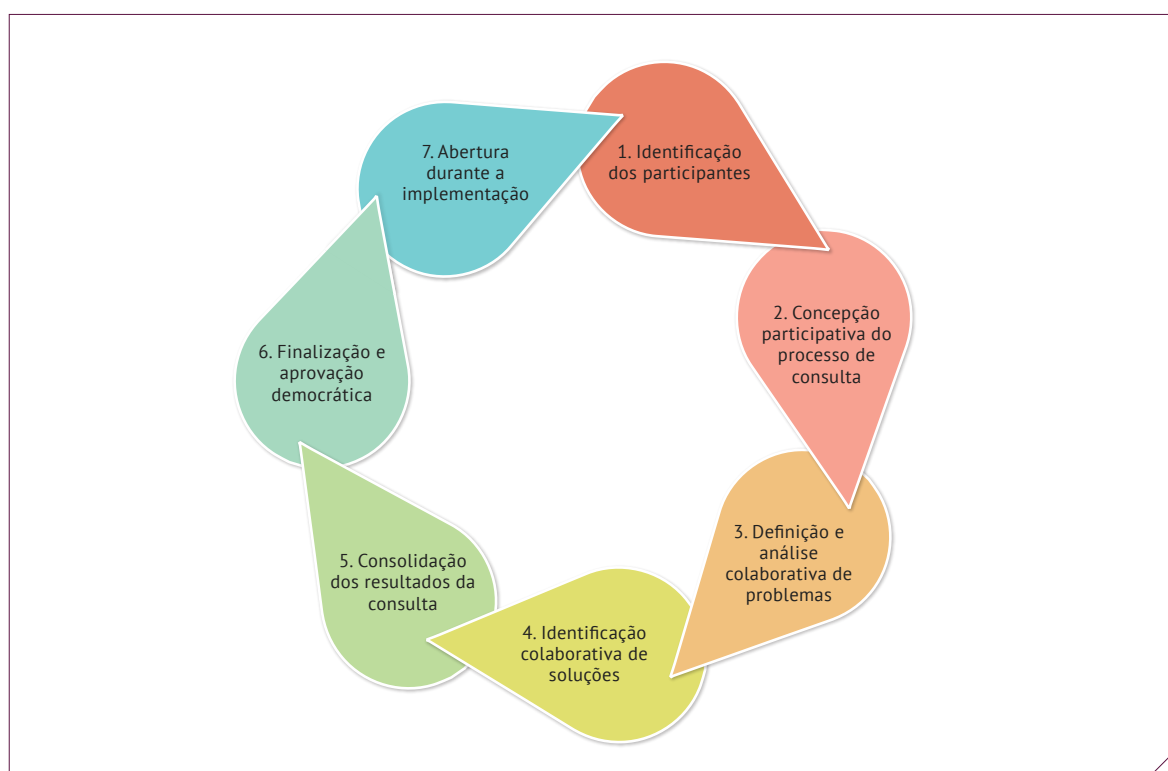 1. Identificação
dos participantes
2. Concepção
participativa do
processo de
consulta
3. Definição e
análise
colaborativa de
problemas
4. Identificação
colaborativa de
soluções
5. Consolidação
dos resultados da
consulta
6. Finalização e
aprovação
democrática
7. Abertura
durante a
implementação